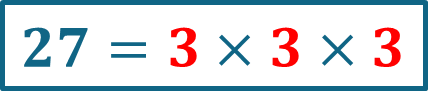 27 = 3 × 3 × 3